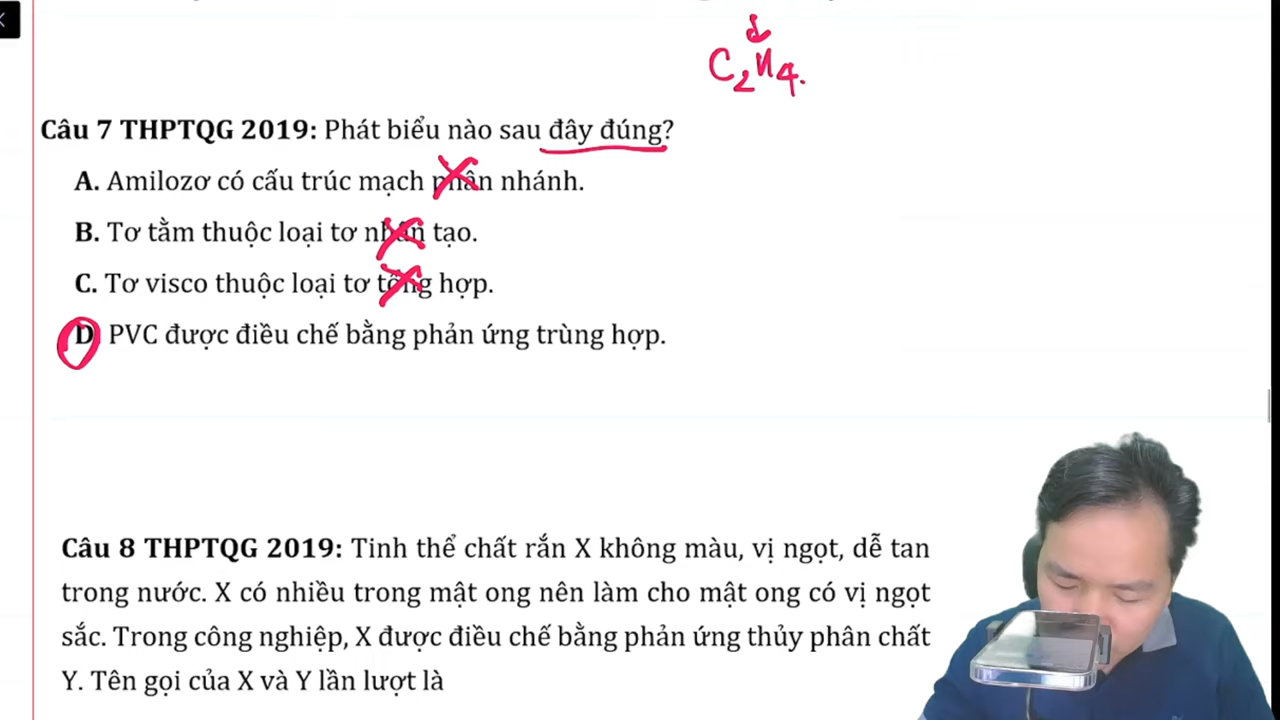 C₂H₄.
Câu 7 THPTQG 2019: Phát biểu nào sau đây đúng?
A. Amilozơ có cấu trúc mạch phân nhánh.
B. Tơ tằm thuộc loại tơ nhân tạo.
C. Tơ visco thuộc loại tơ tổng hợp.
D. PVC được điều chế bằng phản ứng trùng hợp.
Câu 8 THPTQG 2019: Tinh thể chất rắn X không màu, vị ngọt, dễ tan
trong nước. X có nhiều trong mật ong nên làm cho mật ong có vị ngọt
sắc. Trong công nghiệp, X được điều chế bằng phản ứng thủy phân chất
Y. Tên gọi của X và Y lần lượt là